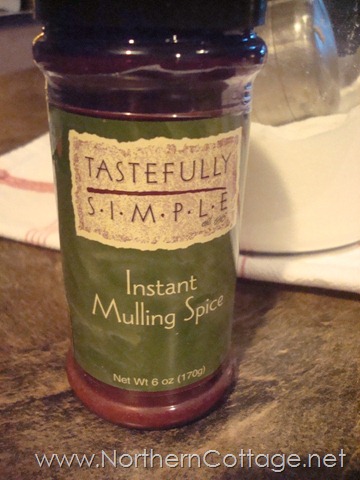 TASTEFULLY
S·I·M·P·L·E
Instant
Mulling Spice
Net Wt 6 oz (170g)
www.NorthernCottage.net